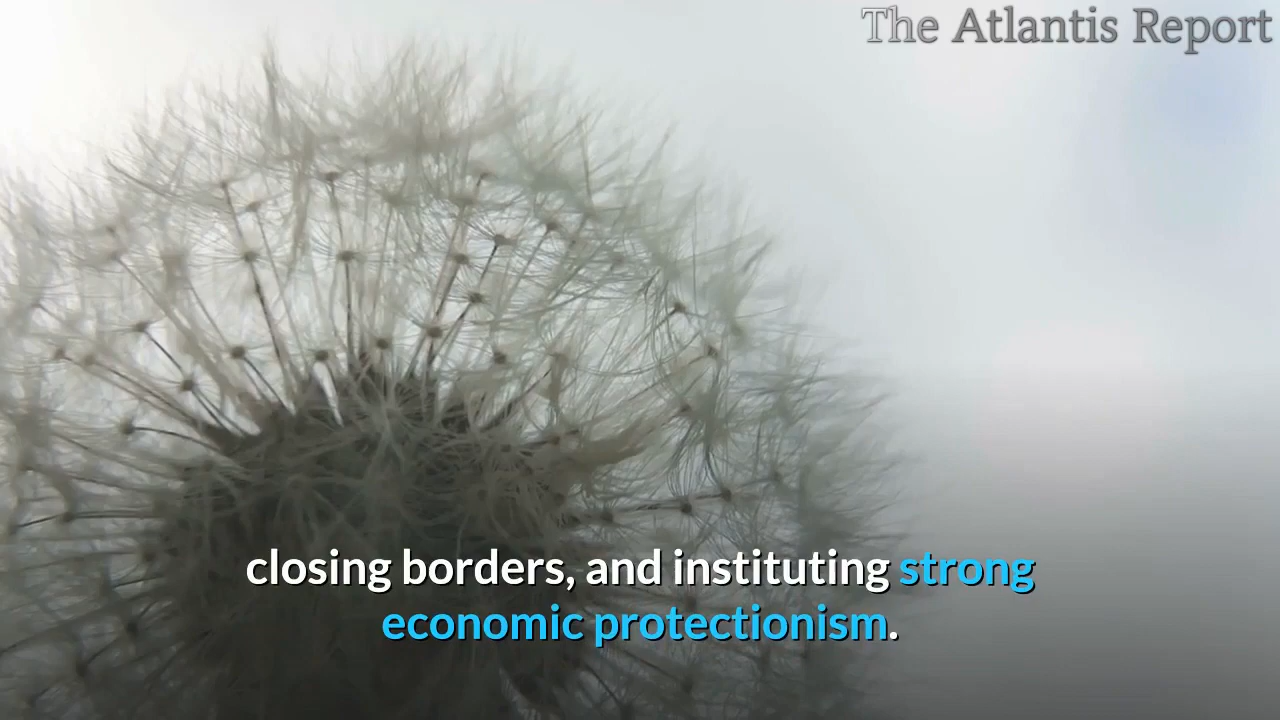 The Atlantis Report
closing borders, and instituting strong
economic protectionism.